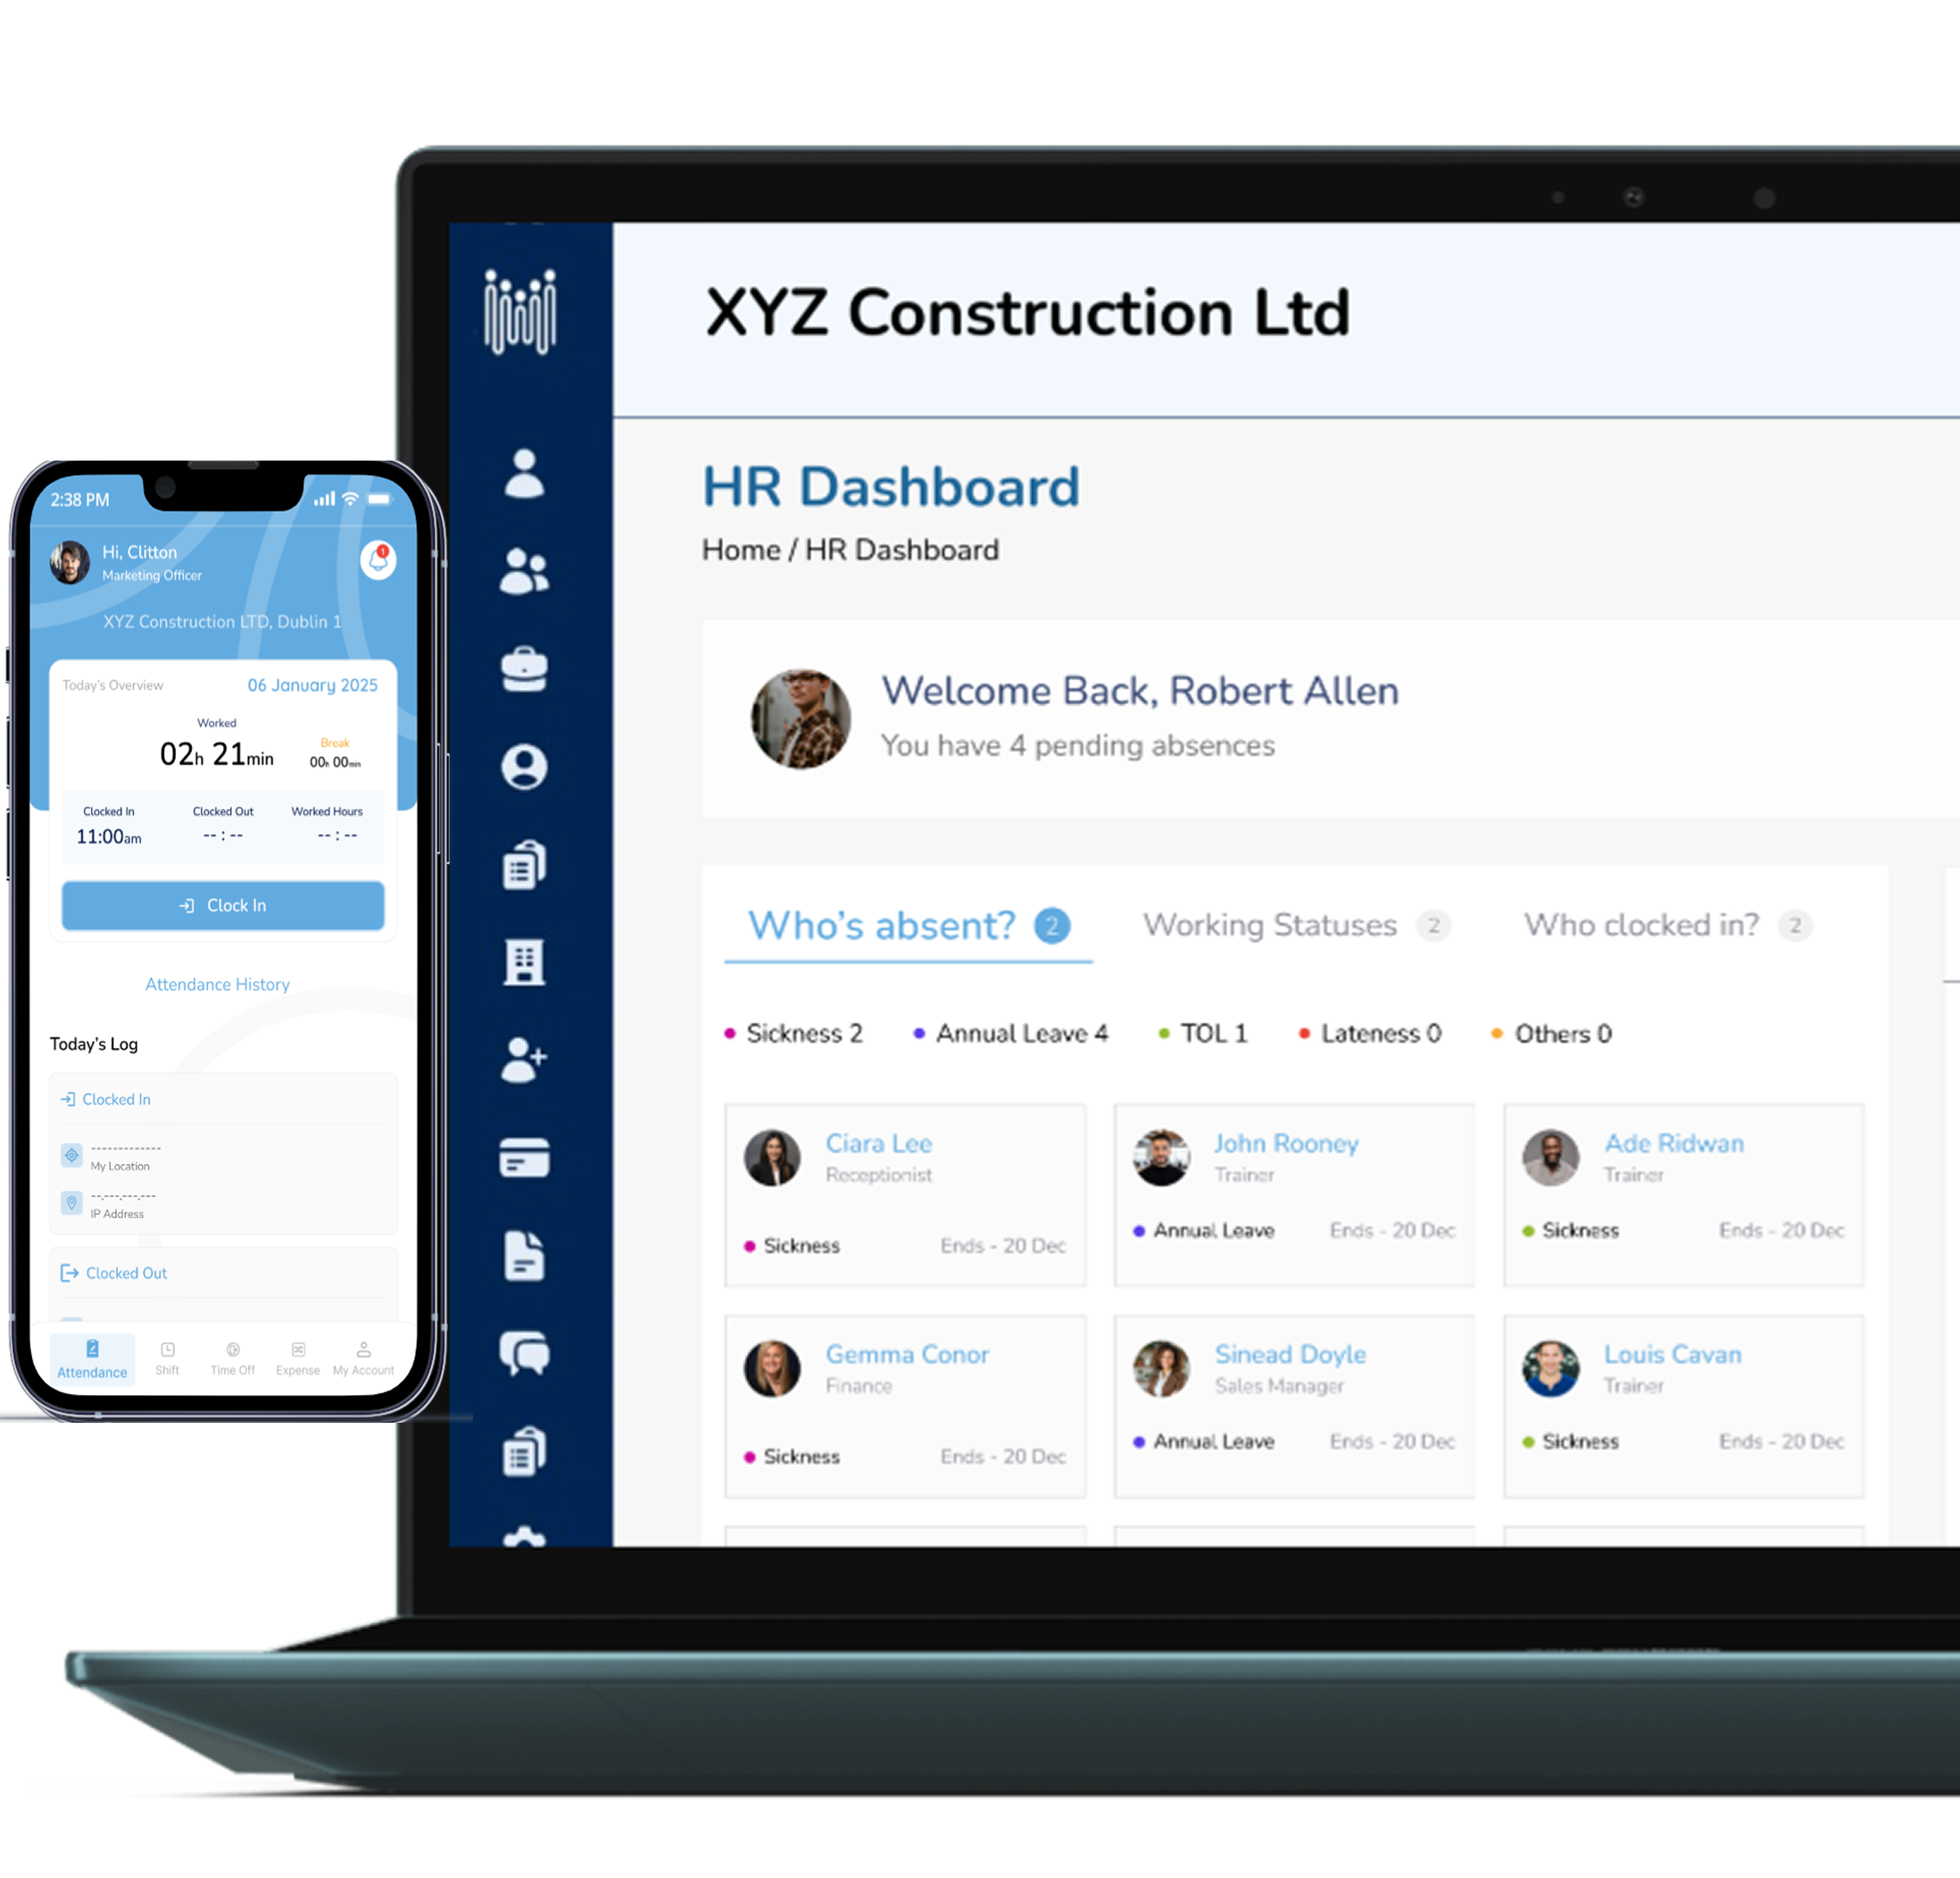 2:38 PM
Hi, Clitton
Marketing Officer
1
XYZ Construction LTD, Dublin 1
Today's Overview 06 January 2025
Worked
02h 21min
Break
00h 00min
Clocked In Clocked Out Worked Hours
11:00am --:-- --:--
Clock In
Attendance History
Today's Log
Clocked In
-------------
My Location
--.---.---.---
IP Address
Clocked Out
Attendance Shift Time Off Expense My Account
XYZ Construction Ltd
HR Dashboard
Home / HR Dashboard
Welcome Back, Robert Allen
You have 4 pending absences
Who's absent? 2 Working Statuses 2 Who clocked in? 2
Sickness 2 Annual Leave 4 TOL 1 Lateness 0 Others 0
Ciara Lee
Receptionist
Sickness Ends - 20 Dec
John Rooney
Trainer
Annual Leave Ends - 20 Dec
Ade Ridwan
Trainer
Sickness Ends - 20 Dec
Gemma Conor
Finance
Sickness Ends - 20 Dec
Sinead Doyle
Sales Manager
Annual Leave Ends - 20 Dec
Louis Cavan
Trainer
Sickness Ends - 20 Dec